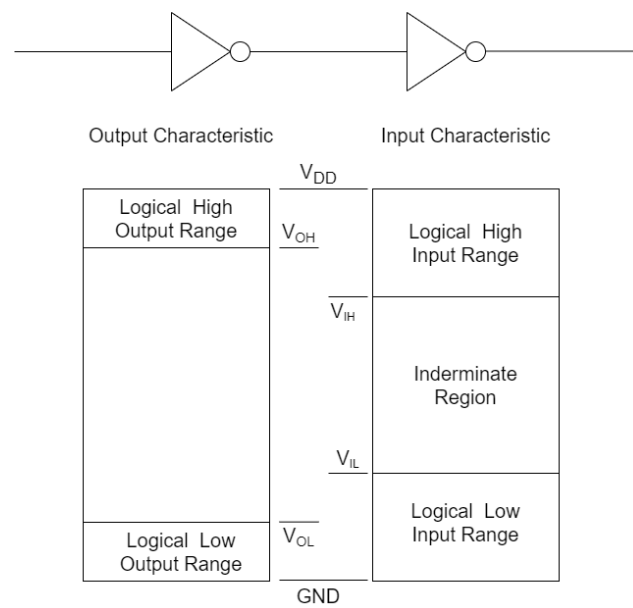 Output Characteristic
Input Characteristic
VDD
Logical High
Output Range
VOH
Logical High
Input Range
VIH
Inderminate
Region
VIL
Logical Low
Output Range
VOL
Logical Low
Input Range
GND